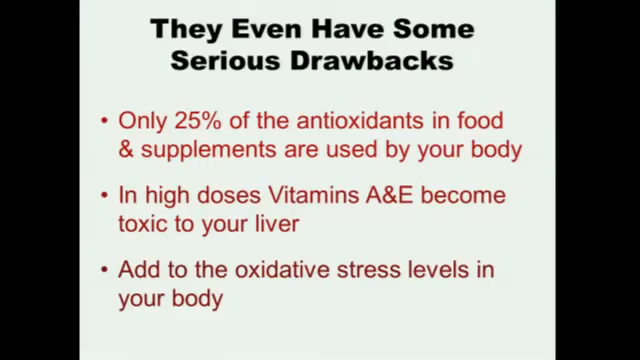 They Even Have Some
Serious Drawbacks
• Only 25% of the antioxidants in food
& supplements are used by your body
• In high doses Vitamins A&E become
toxic to your liver
• Add to the oxidative stress levels in
your body